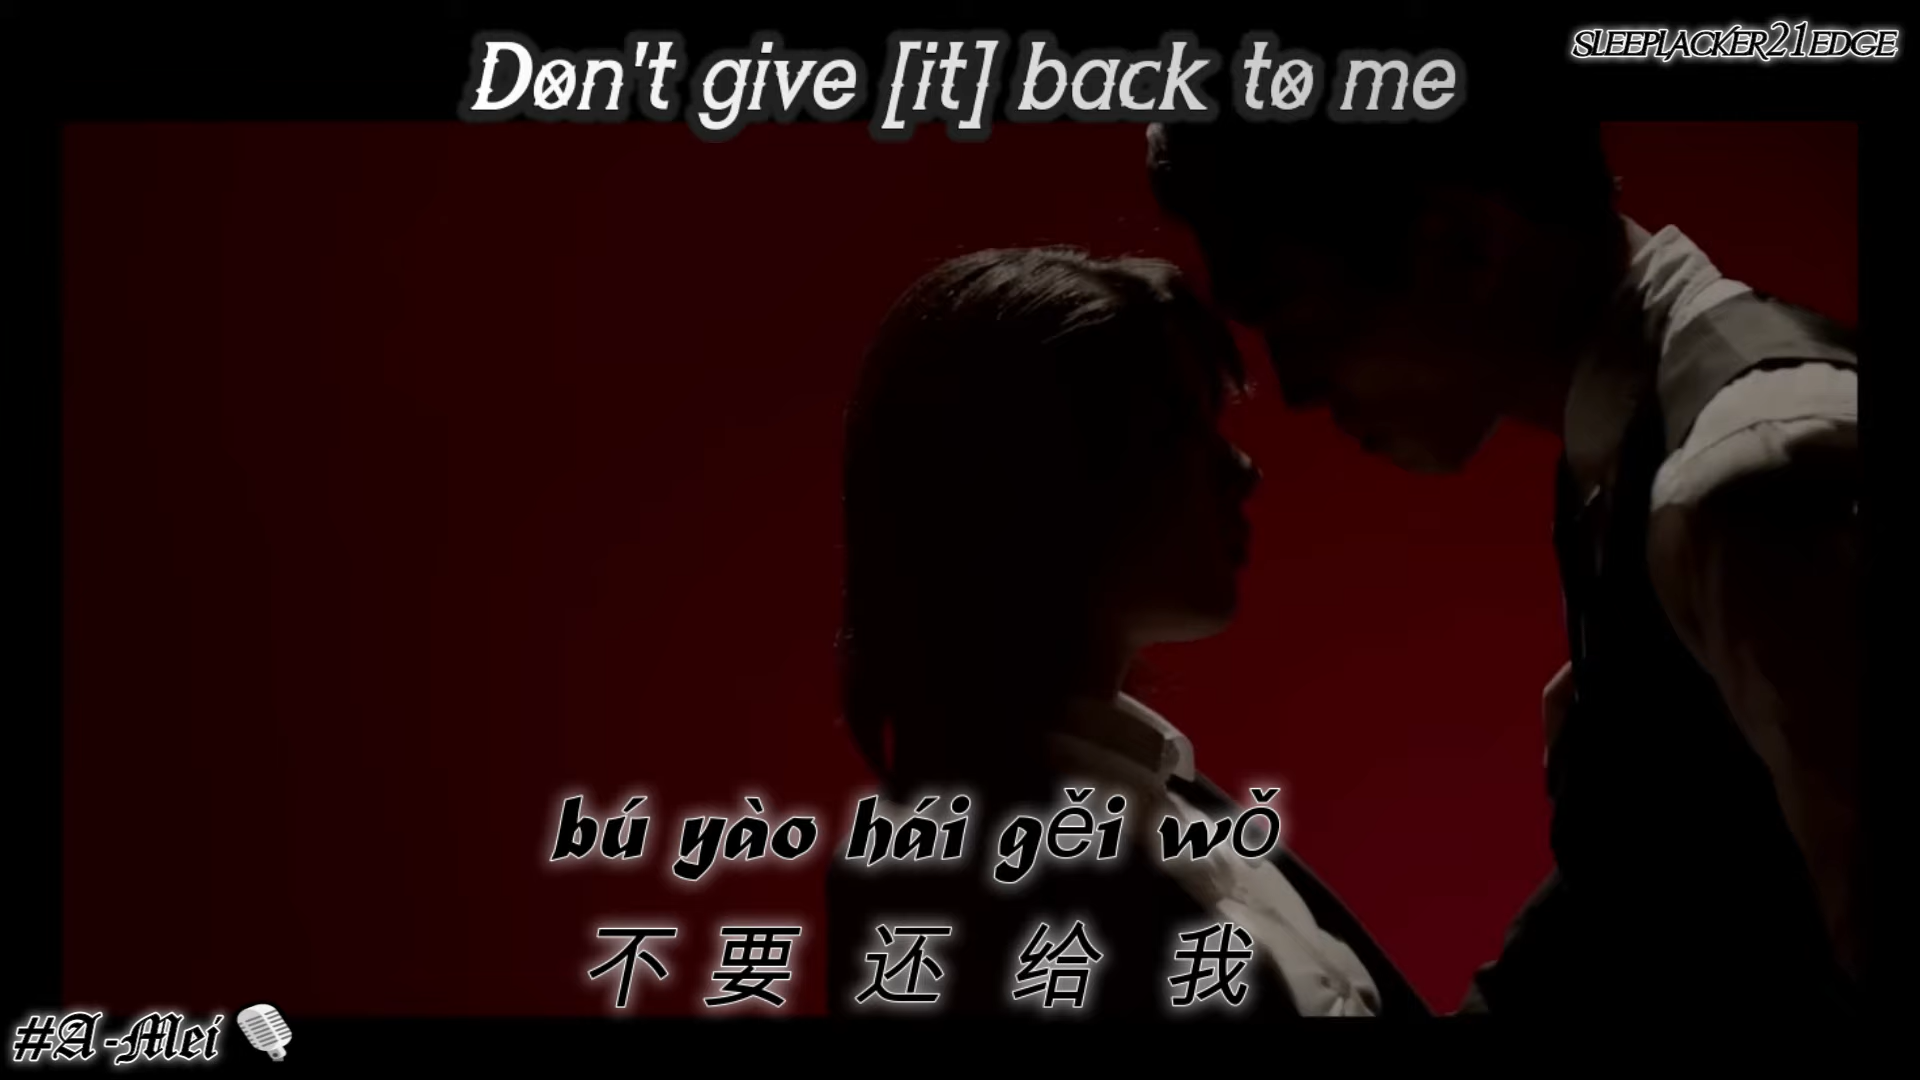 Don't give [it] back to me
SLEEPLACKER21EDGE
bú yào hái gěi wǒ
不 要 还 给 我
#A-Mei